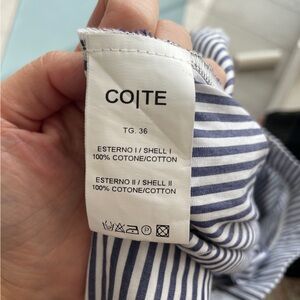 CO|TE
TG. 36
ESTERNO I / SHELL I
100% COTONE/COTTON
ESTERNO II / SHELL II
100% COTONE/COTTON